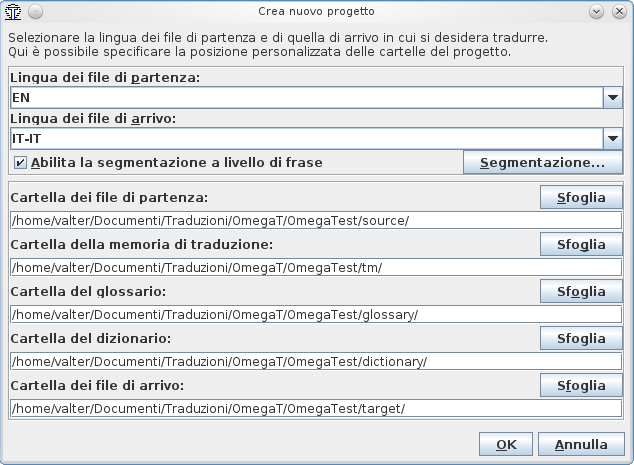 Crea nuovo progetto
Selezionare la lingua dei file di partenza e di quella di arrivo in cui si desidera tradurre.
Qui è possibile specificare la posizione personalizzata delle cartelle del progetto.
Lingua dei file di partenza:
EN
Lingua dei file di arrivo:
IT-IT
Abilita la segmentazione a livello di frase
Segmentazione...
Cartella dei file di partenza:
Sfoglia
/home/valter/Documenti/Traduzioni/OmegaT/OmegaTest/source/
Cartella della memoria di traduzione:
Sfoglia
/home/valter/Documenti/Traduzioni/OmegaT/OmegaTest/tm/
Cartella del glossario:
Sfoglia
/home/valter/Documenti/Traduzioni/OmegaT/OmegaTest/glossary/
Cartella del dizionario:
Sfoglia
/home/valter/Documenti/Traduzioni/OmegaT/OmegaTest/dictionary/
Cartella dei file di arrivo:
Sfoglia
/home/valter/Documenti/Traduzioni/OmegaT/OmegaTest/target/
OK
Annulla